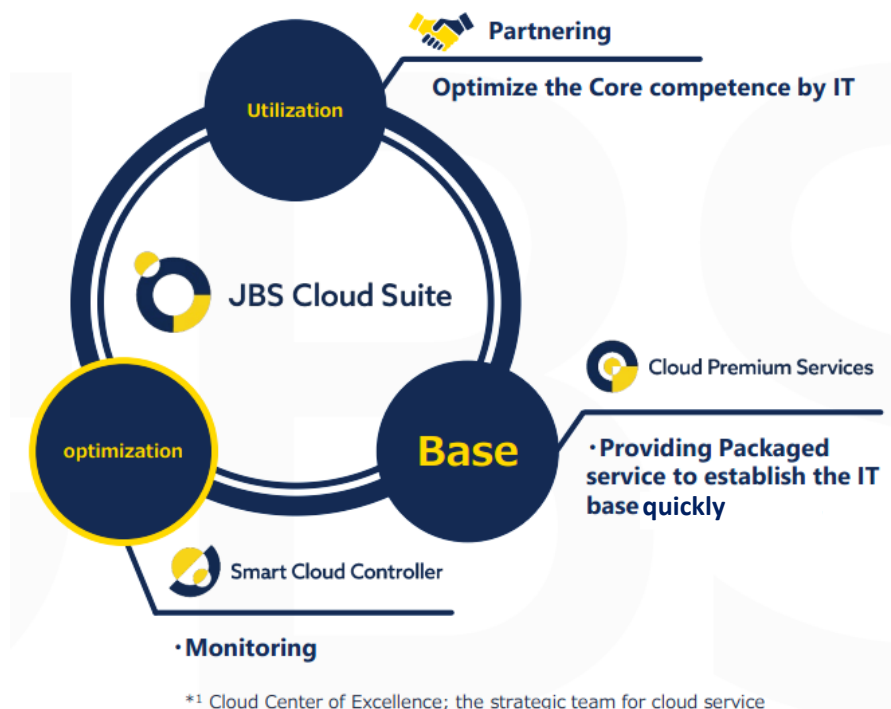 Partnering
Optimize the Core competence by IT
Utilization
JBS Cloud Suite
Cloud Premium Services
Base
・Providing Packaged
service to establish the IT
base quickly
optimization
Smart Cloud Controller
・Monitoring
*1 Cloud Center of Excellence; the strategic team for cloud service